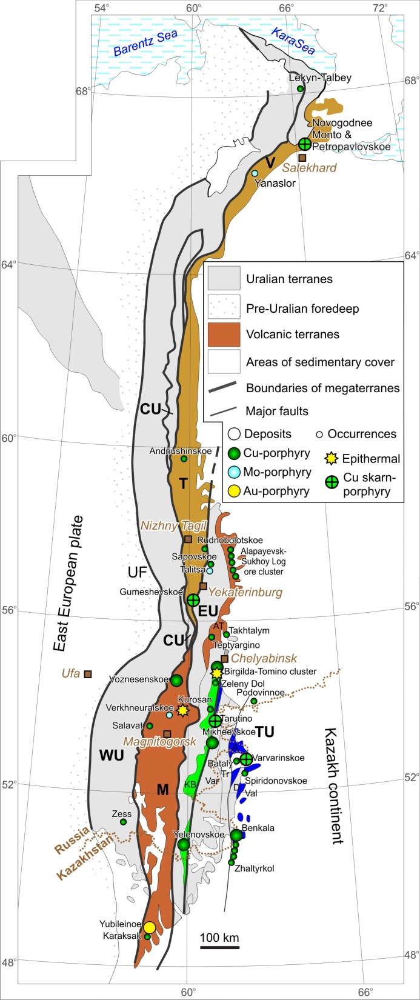 54°
60°
66°
72°
Barentz Sea
KaraSea
68°
68°
Lekyn-Talbey
Novogodnee
Monto &
Petropavlovskoe
V
Salekhard
Yanaslor
64°
64°
Uralian terranes
Pre-Uralian foredeep
Volcanic terranes
Areas of sedimentary cover
Boundaries of megaterranes
Major faults
Deposits
Occurrences
Cu-porphyry
Epithermal
Mo-porphyry
Cu skarn-
porphyry
Au-porphyry
CU
60°
Andriushinskoe
T
Nizhny Tagil
Rudnobolotskoe
Sapovskoe
Talitsa
Alapayevsk-
Sukhoy Log
ore cluster
East European plate
UF
Gumeshevskoe
Yekaterinburg
56°
56°
EU
AT
Takhtalym
CU
Teptyargino
Chelyabinsk
Ufa
Birgilda-Tomino cluster
Voznesenskoe
Zeleny Dol
Podovinnoe
Kurosan
Verkhneuralskoe
Salavat
Tarutino
Magnitogorsk
Mikheevskoe
TU
WU
A
Varvarinskoe
Bataly
Tr
Spiridonovskoe
52°
52°
KB
Var
D
Val
M
Kazakh continent
Zess
Benkala
Yelenovskoe
Russia
Kazakhstan
Zhaltyrkol
Yubileinoe
Karaksak
100 km
48°
48°
60°
66°